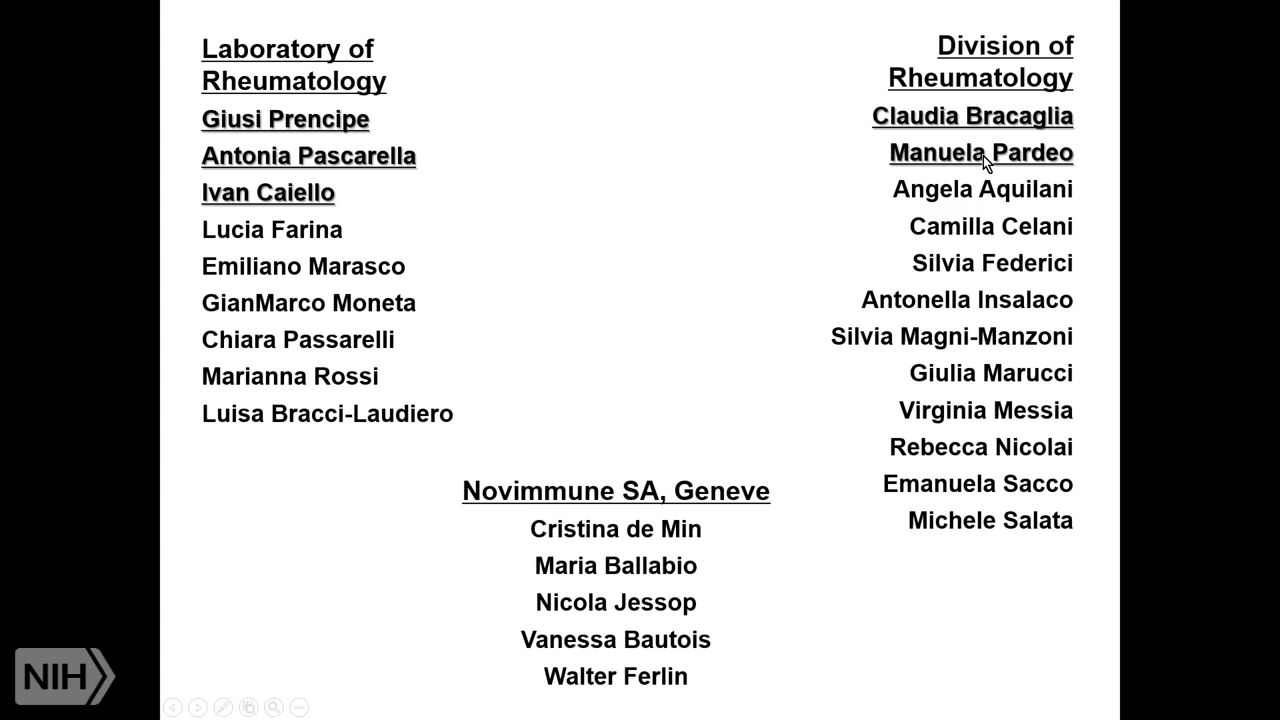 Laboratory of
Rheumatology
Giusi Prencipe
Antonia Pascarella
Ivan Caiello
Lucia Farina
Emiliano Marasco
GianMarco Moneta
Chiara Passarelli
Marianna Rossi
Luisa Bracci-Laudiero
Division of
Rheumatology
Claudia Bracaglia
Manuela Pardeo
Angela Aquilani
Camilla Celani
Silvia Federici
Antonella Insalaco
Silvia Magni-Manzoni
Giulia Marucci
Virginia Messia
Rebecca Nicolai
Emanuela Sacco
Michele Salata
Novimmune SA, Geneve
Cristina de Min
Maria Ballabio
Nicola Jessop
Vanessa Bautois
Walter Ferlin
NIH